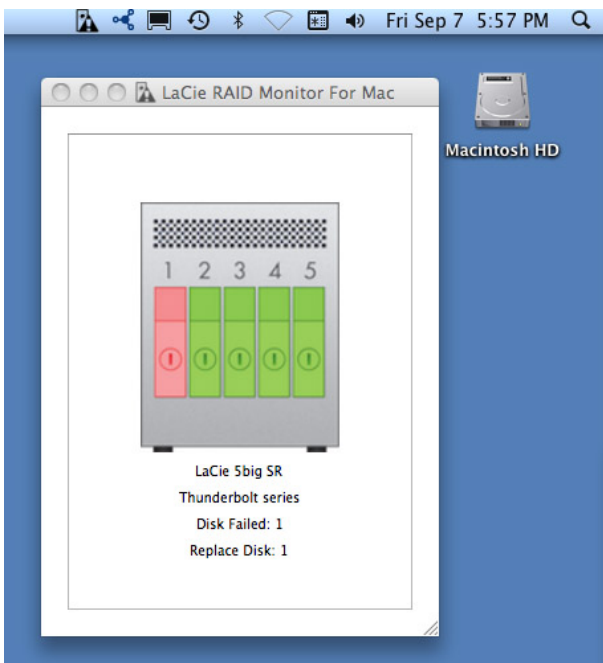 Fri Sep 7 5:57 PM
LaCie RAID Monitor For Mac
Macintosh HD
1 2 3 4 5
LaCie 5big SR
Thunderbolt series
Disk Failed: 1
Replace Disk: 1